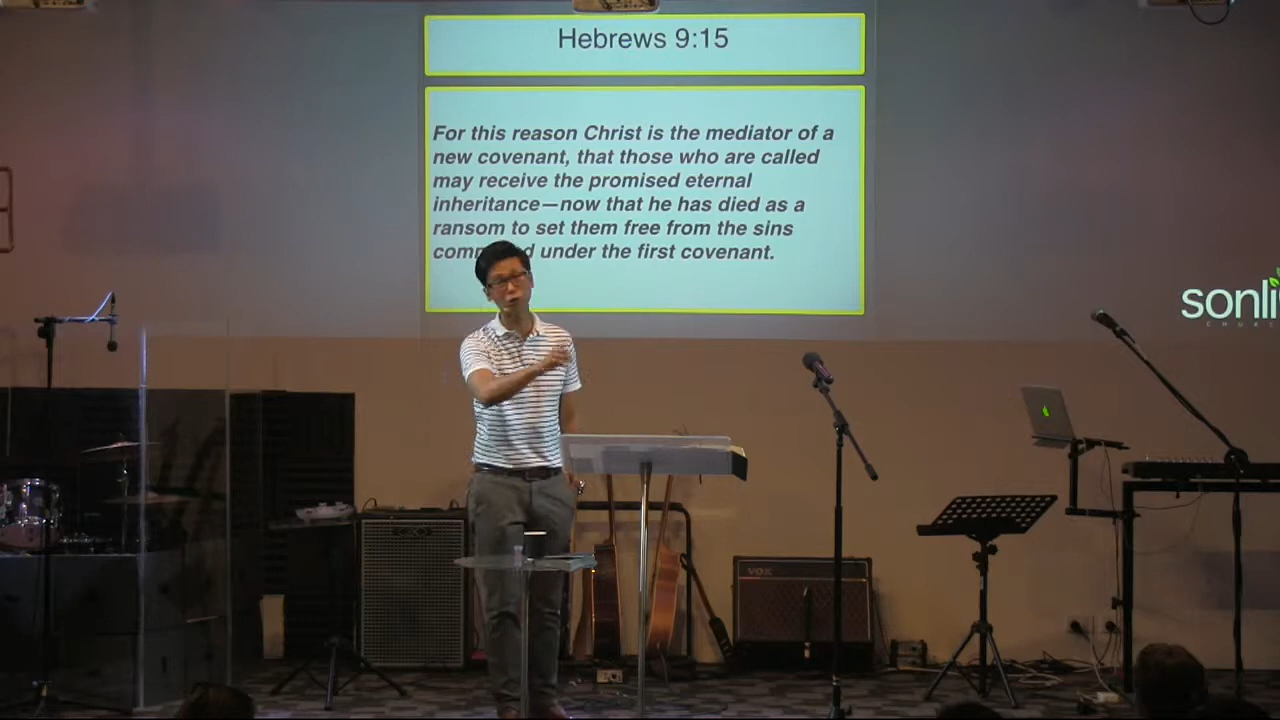 Hebrews 9:15
For this reason Christ is the mediator of a
new covenant, that those who are called
may receive the promised eternal
inheritance—now that he has died as a
ransom to set them free from the sins
under the first covenant.
VOX